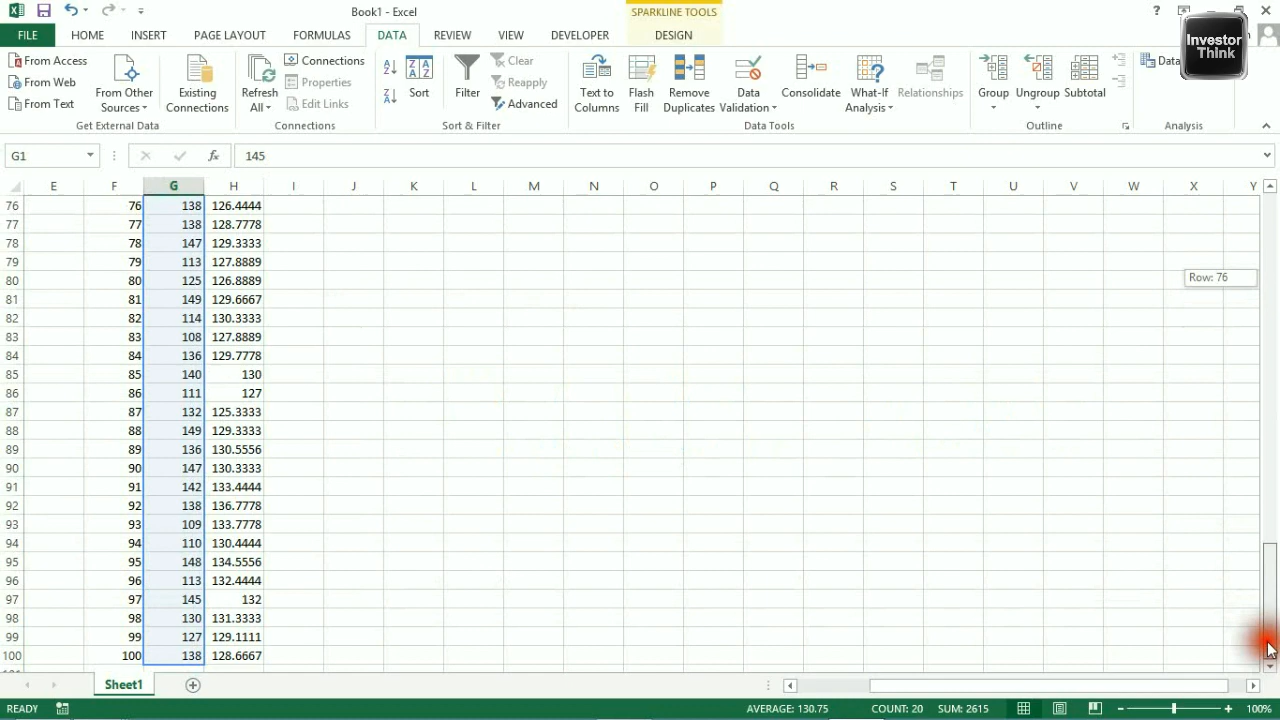 Book1 - Excel
SPARKLINE TOOLS
?
Investor
Think
FILE HOME INSERT PAGE LAYOUT FORMULAS DATA REVIEW VIEW DEVELOPER DESIGN
From Access
From Web
From Text
From Other
Sources
Existing
Connections
Get External Data
Refresh
All
Connections
Properties
Edit Links
Connections
Sort
Filter
Clear
Reapply
Advanced
Sort & Filter
Text to
Columns
Flash
Fill
Remove
Duplicates
Data
Validation
Consolidate
What-If
Analysis
Relationships
Data Tools
Group
Ungroup
Subtotal
Outline
Data
Analysis
G1 fx 145
E F G H I J K L M N O P Q R S T U V W X Y
76 76 138 126.4444
77 77 138 128.7778
78 78 147 129.3333
79 79 113 127.8889
80 80 125 126.8889
Row: 76
81 81 149 129.6667
82 82 114 130.3333
83 83 108 127.8889
84 84 136 129.7778
85 85 140 130
86 86 111 127
87 87 132 125.3333
88 88 149 129.3333
89 89 136 130.5556
90 90 147 130.3333
91 91 142 133.4444
92 92 138 136.7778
93 93 109 133.7778
94 94 110 130.4444
95 95 148 134.5556
96 96 113 132.4444
97 97 145 132
98 98 130 131.3333
99 99 127 129.1111
100 100 138 128.6667
Sheet1
READY AVERAGE: 130.75 COUNT: 20 SUM: 2615 100%